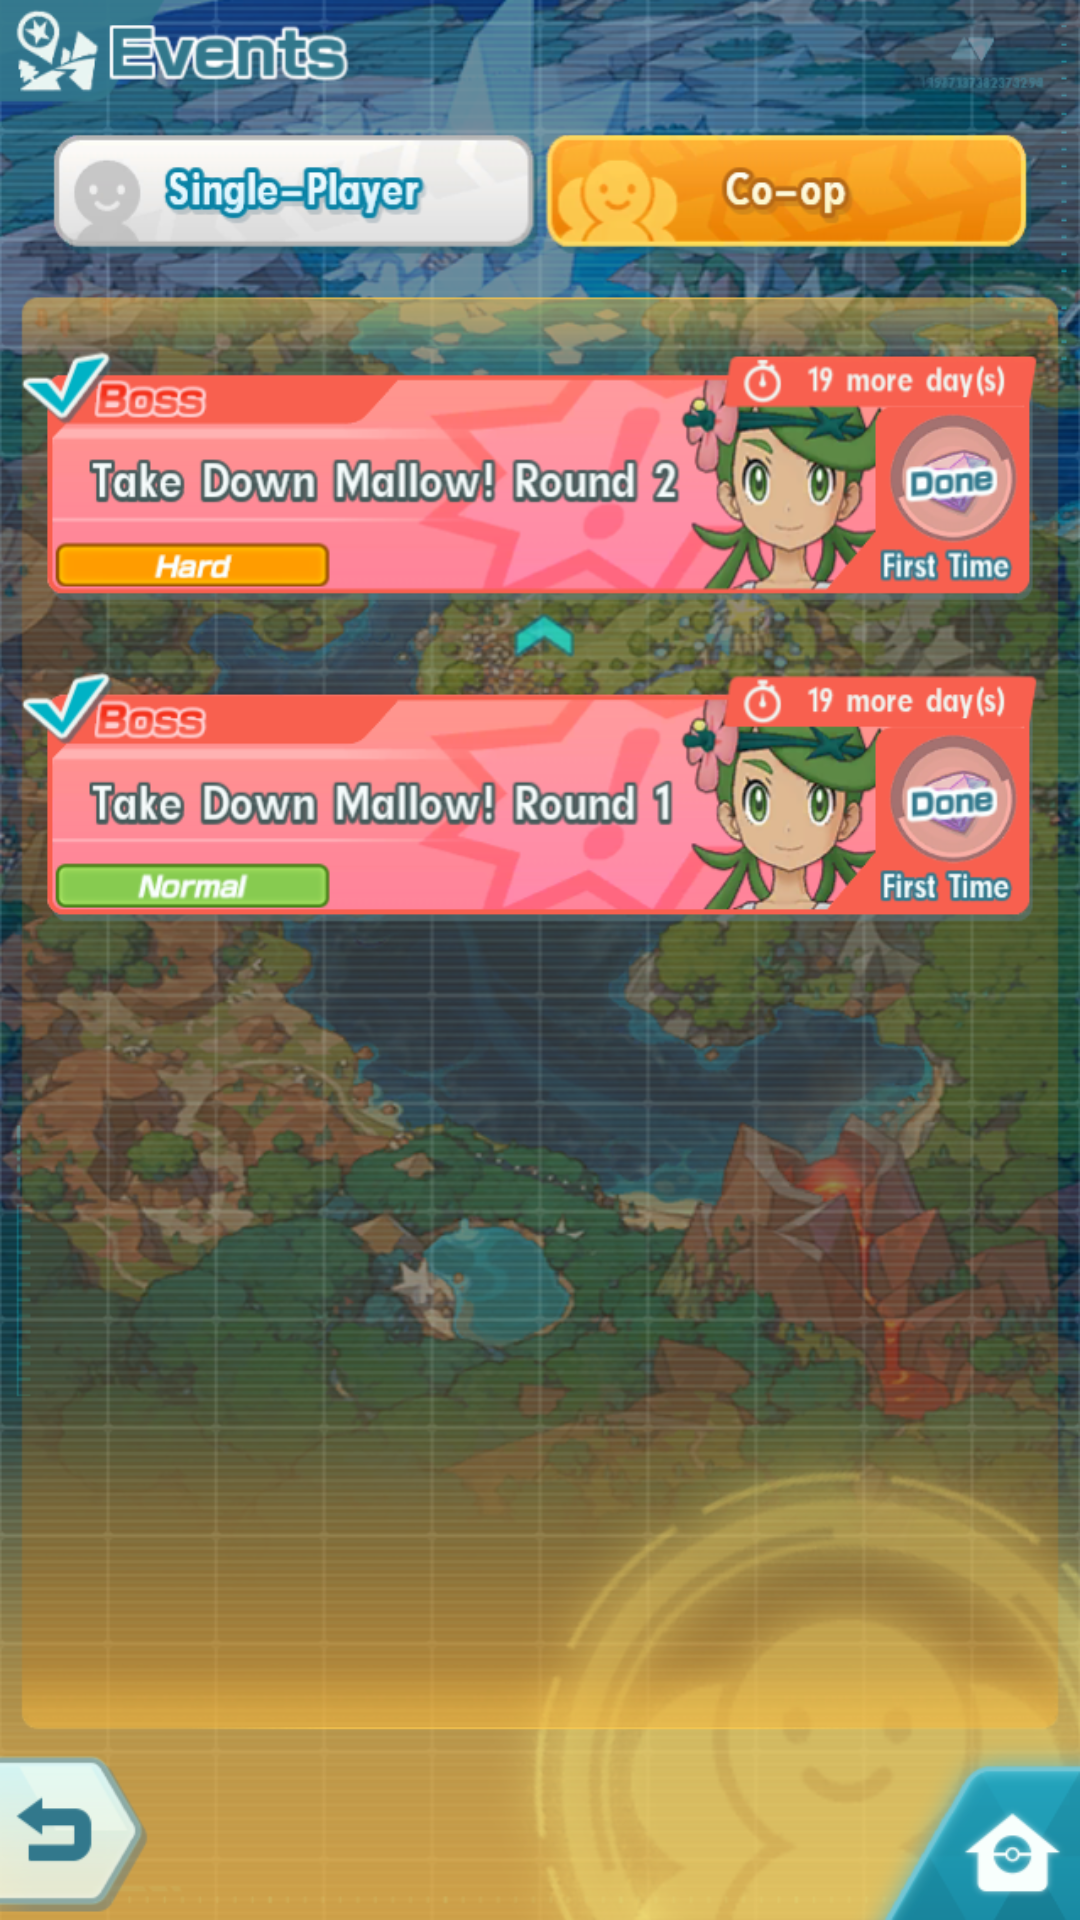 Events
Single-Player
Co-op
19 more day(s)
Boss
Take Down Mallow! Round 2
Done
Hard
First Time
19 more day(s)
Boss
Take Down Mallow! Round 1
Done
Normal
First Time